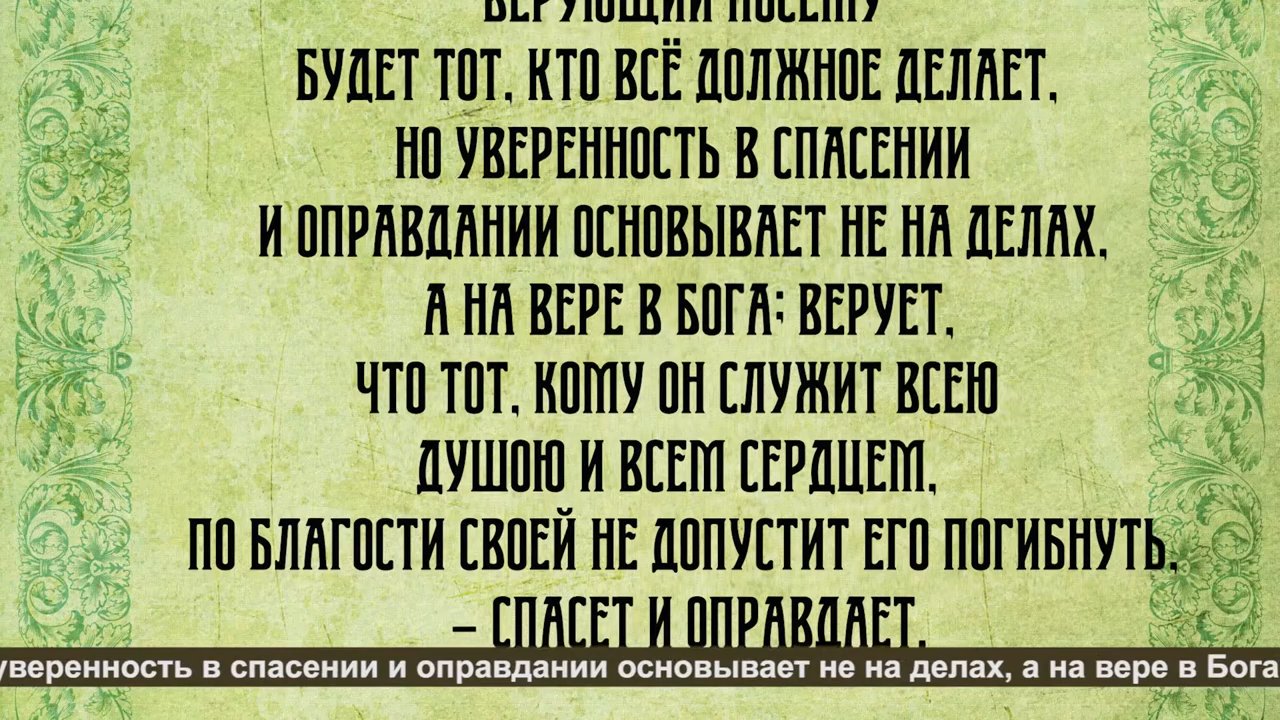 ВЕРУЮЩИЙ ПОСЕМУ
БУДЕТ ТОТ, КТО ВСЁ ДОЛЖНОЕ ДЕЛАЕТ,
НО УВЕРЕННОСТЬ В СПАСЕНИИ
И ОПРАВДАНИИ ОСНОВЫВАЕТ НЕ НА ДЕЛАХ,
А НА ВЕРЕ В БОГА; ВЕРУЕТ,
ЧТО ТОТ, КОМУ ОН СЛУЖИТ ВСЕЮ
ДУШОЮ И ВСЕМ СЕРДЦЕМ,
ПО БЛАГОСТИ СВОЕЙ НЕ ДОПУСТИТ ЕГО ПОГИБНУТЬ,
– СПАСЕТ И ОПРАВДАЕТ.
уверенность в спасении и оправдании основывает не на делах, а на вере в Бога